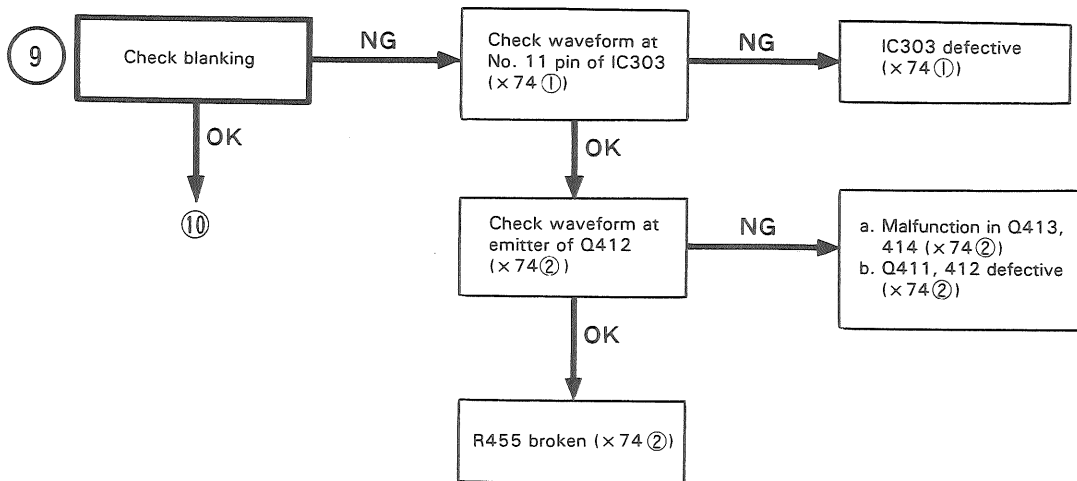 9
Check blanking
NG
Check waveform at
No. 11 pin of IC303
(×74①)
NG
IC303 defective
(×74①)
OK
⑩
OK
Check waveform at
emitter of Q412
(×74②)
NG
a. Malfunction in Q413,
414 (×74②)
b. Q411, 412 defective
(×74②)
OK
R455 broken (×74②)